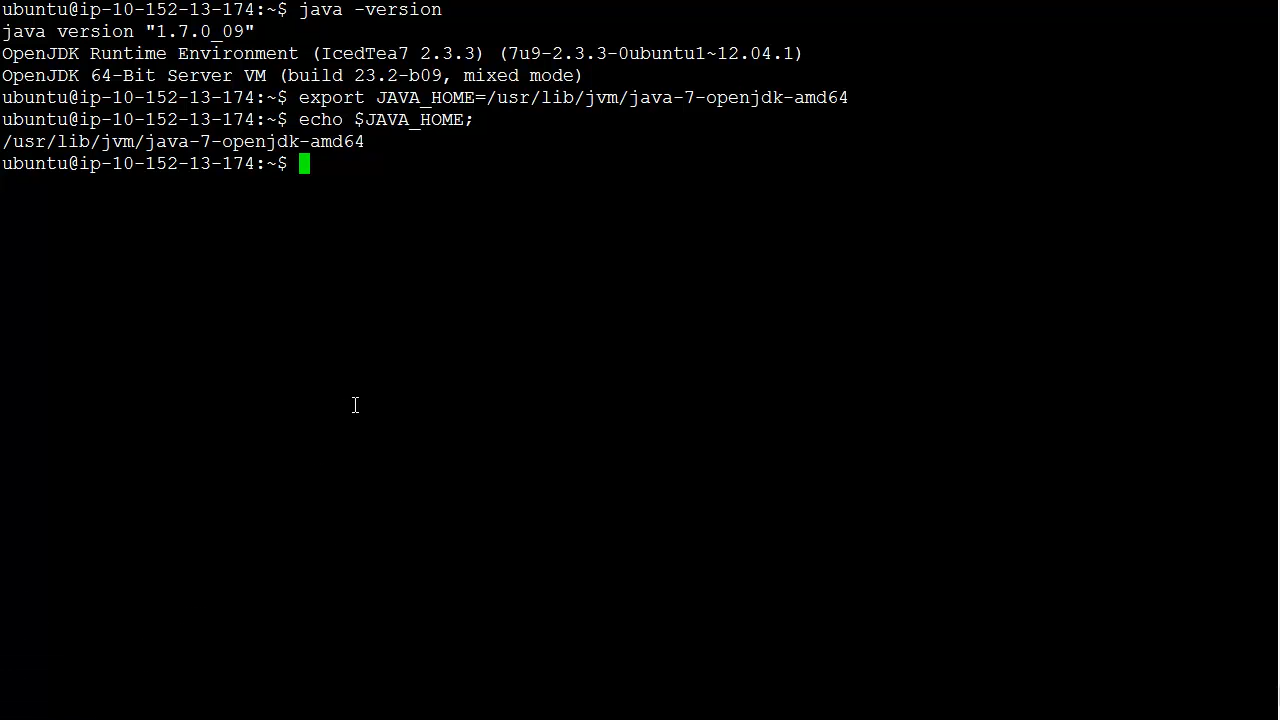 ubuntu@ip-10-152-13-174:~$ java -version
java version "1.7.0_09"
OpenJDK Runtime Environment (IcedTea7 2.3.3) (7u9-2.3.3-0ubuntu1~12.04.1)
OpenJDK 64-Bit Server VM (build 23.2-b09, mixed mode)
ubuntu@ip-10-152-13-174:~$ export JAVA_HOME=/usr/lib/jvm/java-7-openjdk-amd64
ubuntu@ip-10-152-13-174:~$ echo $JAVA_HOME;
/usr/lib/jvm/java-7-openjdk-amd64
ubuntu@ip-10-152-13-174:~$